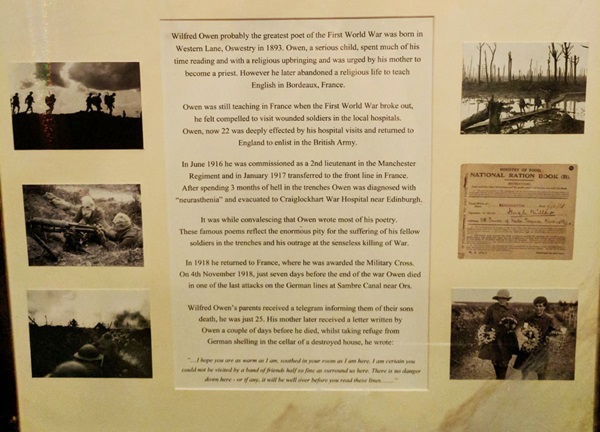 Wilfred Owen probably the greatest poet of the First World War was born in
Western Lane, Oswestry in 1893. Owen, a serious child, spent much of his
time reading and with a religious upbringing and was urged by his mother to
become a priest. However he later abandoned a religious life to teach
English in Bordeaux, France.
Owen was still teaching in France when the First World War broke out,
he felt compelled to visit wounded soldiers in the local hospitals.
Owen, now 22 was deeply effected by his hospital visits and returned to
England to enlist in the British Army.
In June 1916 he was commissioned as a 2nd lieutenant in the Manchester
Regiment and in January 1917 transferred to the front line in France.
After spending 3 months of hell in the trenches Owen was diagnosed with
“neurasthenia” and evacuated to Craiglockhart War Hospital near Edinburgh.
It was while convalescing that Owen wrote most of his poetry.
These famous poems reflect the enormous pity for the suffering of his fellow
soldiers in the trenches and his outrage at the senseless killing of War.
In 1918 he returned to France, where he was awarded the Military Cross.
On 4th November 1918, just seven days before the end of the war Owen died
in one of the last attacks on the German lines at Sambre Canal near Ors.
Wilfred Owen's parents received a telegram informing them of their sons
death, he was just 25. His mother later received a letter written by
Owen a couple of days before he died, whilst taking refuge from
German shelling in the cellar of a destroyed house, he wrote:
“…I hope you are as warm as I am, soothed in your room as I am here. I am certain you
could not be visited by a band of friends half so fine as surround us here. There is no danger
down here - or if any, it will be well over before you read these lines……”
MINISTRY OF FOOD.
NATIONAL RATION BOOK (B).